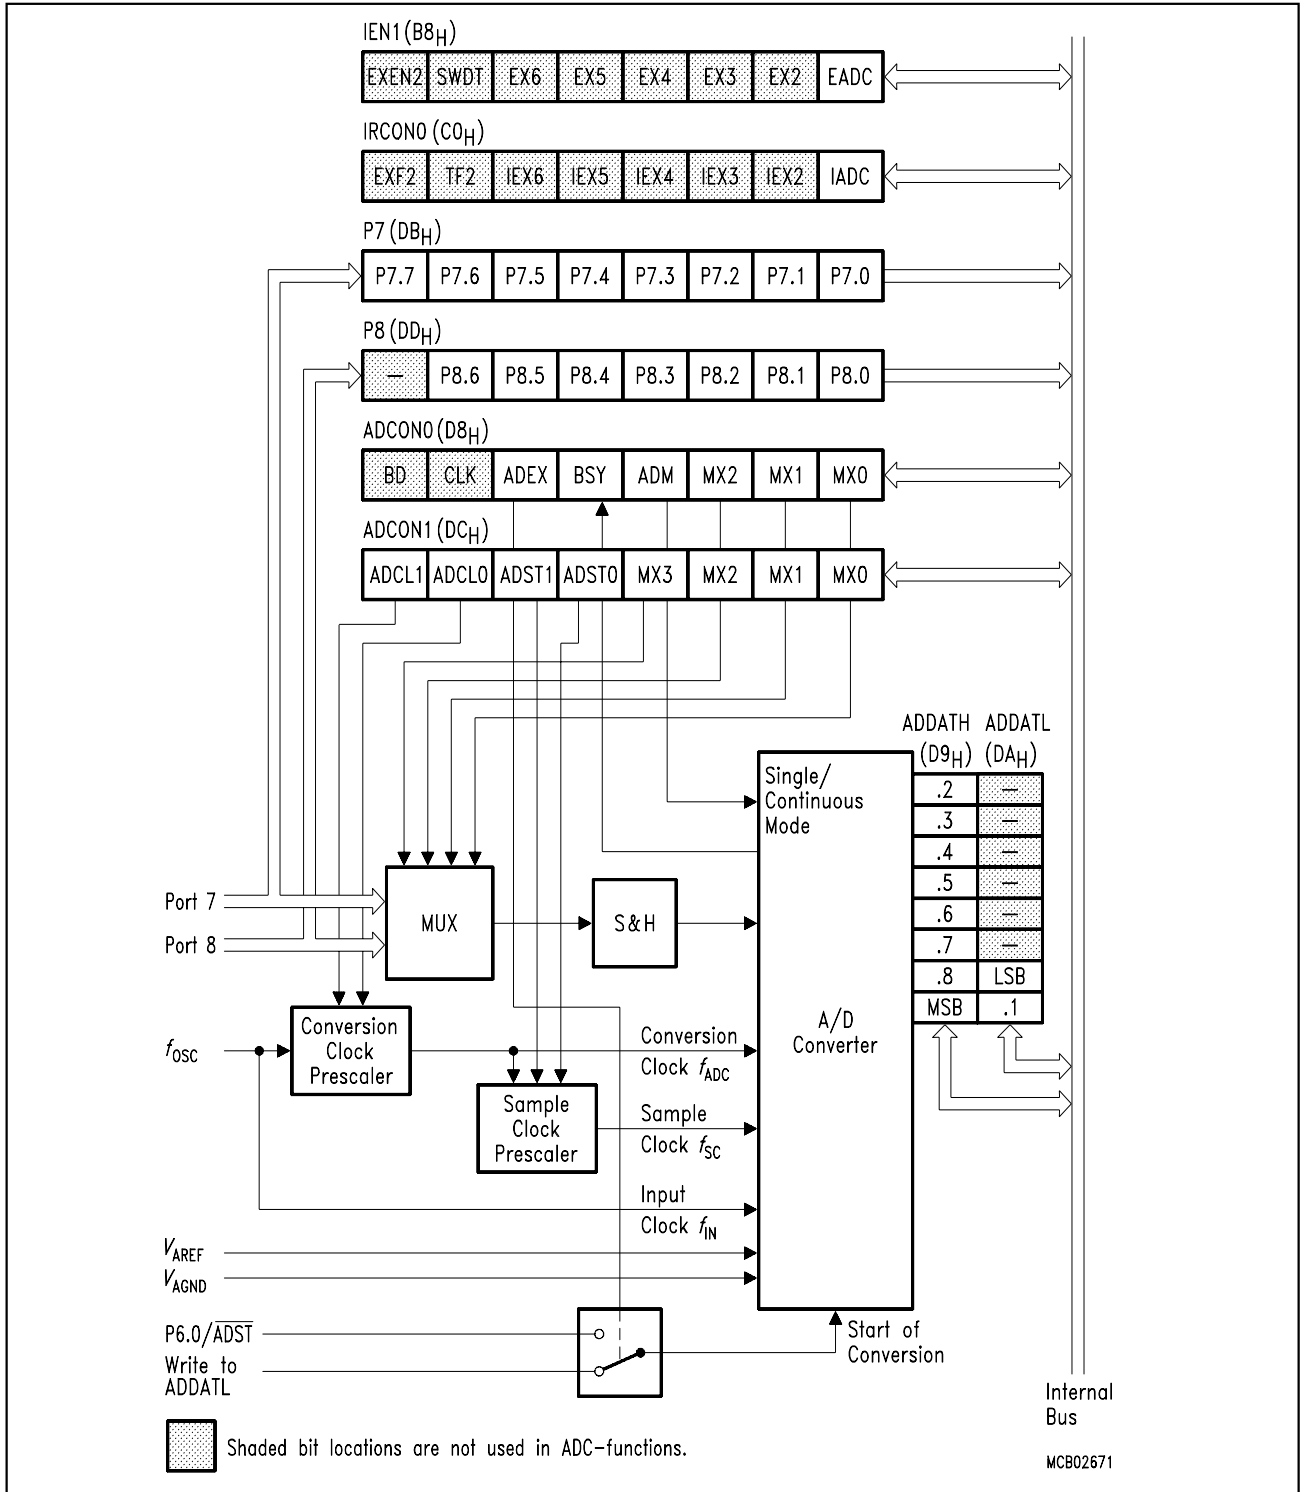 IEN1 (B8H)
EXEN2 SWDT EX6 EX5 EX4 EX3 EX2 EADC
IRCON0 (C0H)
EXF2 TF2 IEX6 IEX5 IEX4 IEX3 IEX2 IADC
P7 (DBH)
P7.7 P7.6 P7.5 P7.4 P7.3 P7.2 P7.1 P7.0
P8 (DDH)
— P8.6 P8.5 P8.4 P8.3 P8.2 P8.1 P8.0
ADCON0 (D8H)
BD CLK ADEX BSY ADM MX2 MX1 MX0
ADCON1 (DCH)
ADCL1 ADCL0 ADST1 ADST0 MX3 MX2 MX1 MX0
ADDATH ADDATL
(D9H) (DAH)
.2 —
.3 —
.4 —
.5 —
.6 —
.7 —
.8 LSB
MSB .1
Single/
Continuous
Mode
Port 7
Port 8
MUX
S&H
A/D
Converter
fOSC
Conversion
Clock
Prescaler
Conversion
Clock fADC
Sample
Clock
Prescaler
Sample
Clock fSC
Input
Clock fIN
VAREF
VAGND
P6.0/ADST
Write to
ADDATL
Start of
Conversion
Internal
Bus
Shaded bit locations are not used in ADC-functions.
MCB02671